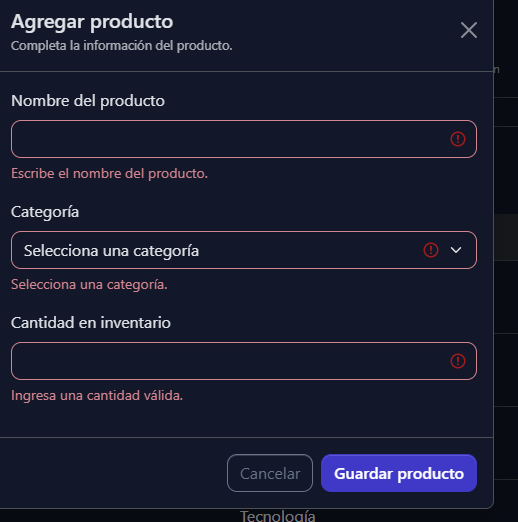 Agregar producto
Completa la información del producto.
Nombre del producto
Escribe el nombre del producto.
Categoría
Selecciona una categoría
Selecciona una categoría.
Cantidad en inventario
Ingresa una cantidad válida.
Cancelar
Guardar producto
Tecnología